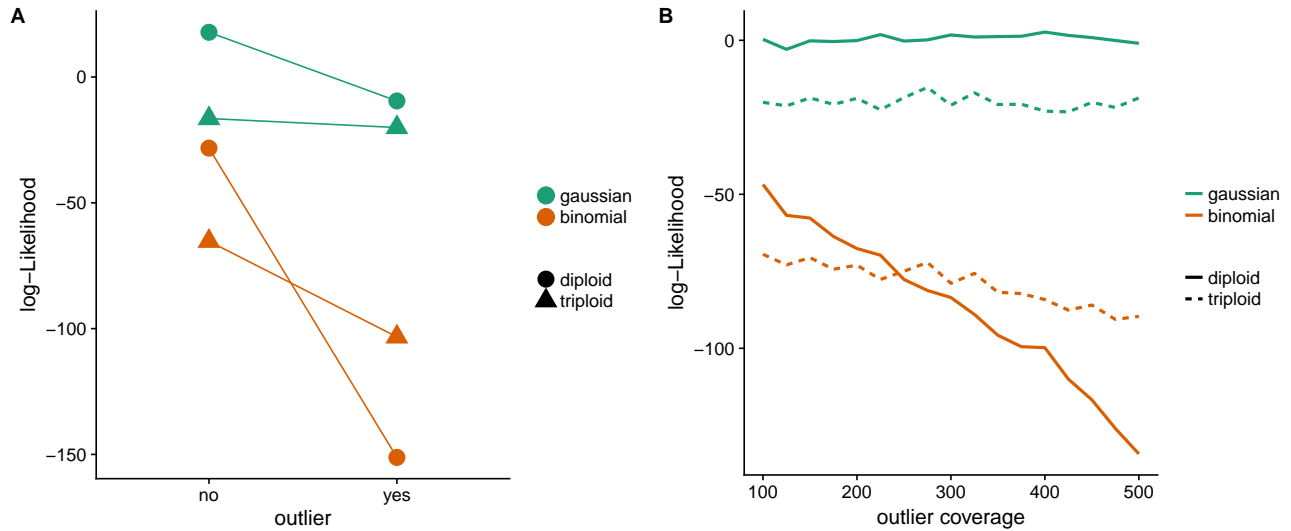 A
log−Likelihood
0
−50
−100
−150
no
yes
outlier
gaussian
binomial
diploid
triploid
B
log−Likelihood
0
−50
−100
100
200
300
400
500
outlier coverage
gaussian
binomial
diploid
triploid